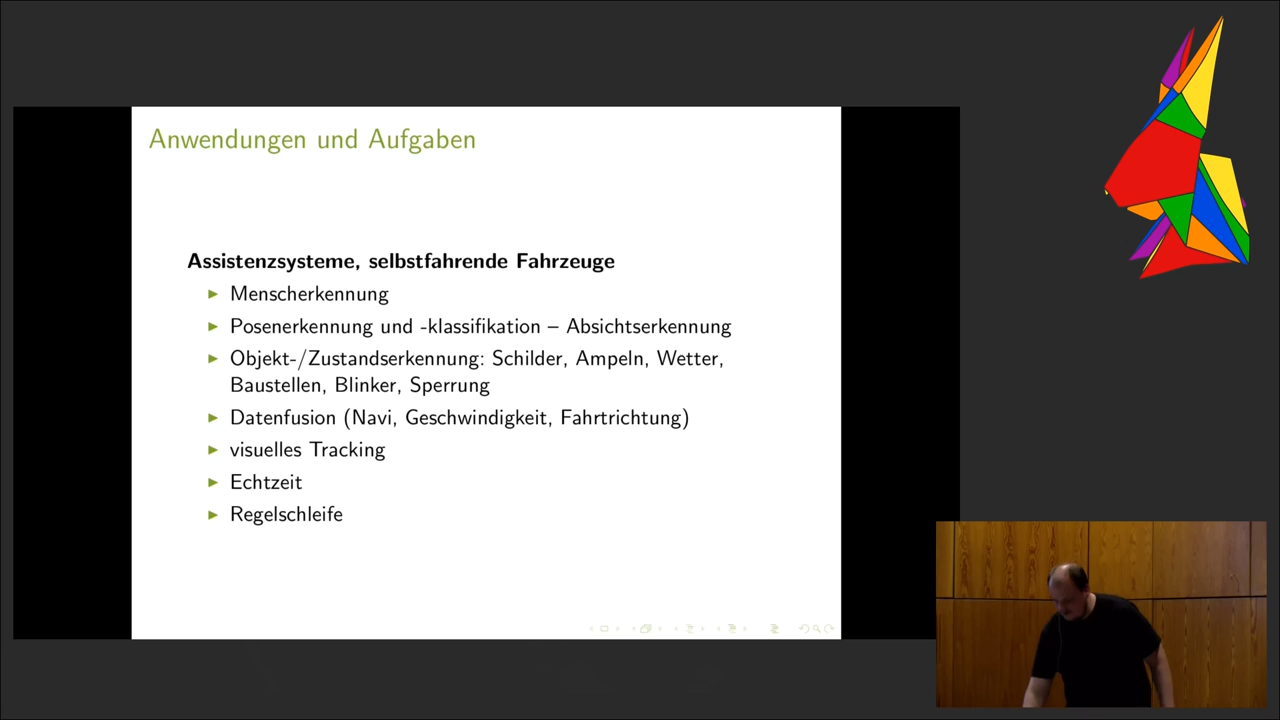 Anwendungen und Aufgaben
Assistenzsysteme, selbstfahrende Fahrzeuge
Menscherkennung
Posenerkennung und -klassifikation – Absichtserkennung
Objekt-/Zustandserkennung: Schilder, Ampeln, Wetter,
Baustellen, Blinker, Sperrung
Datenfusion (Navi, Geschwindigkeit, Fahrtrichtung)
visuelles Tracking
Echtzeit
Regelschleife